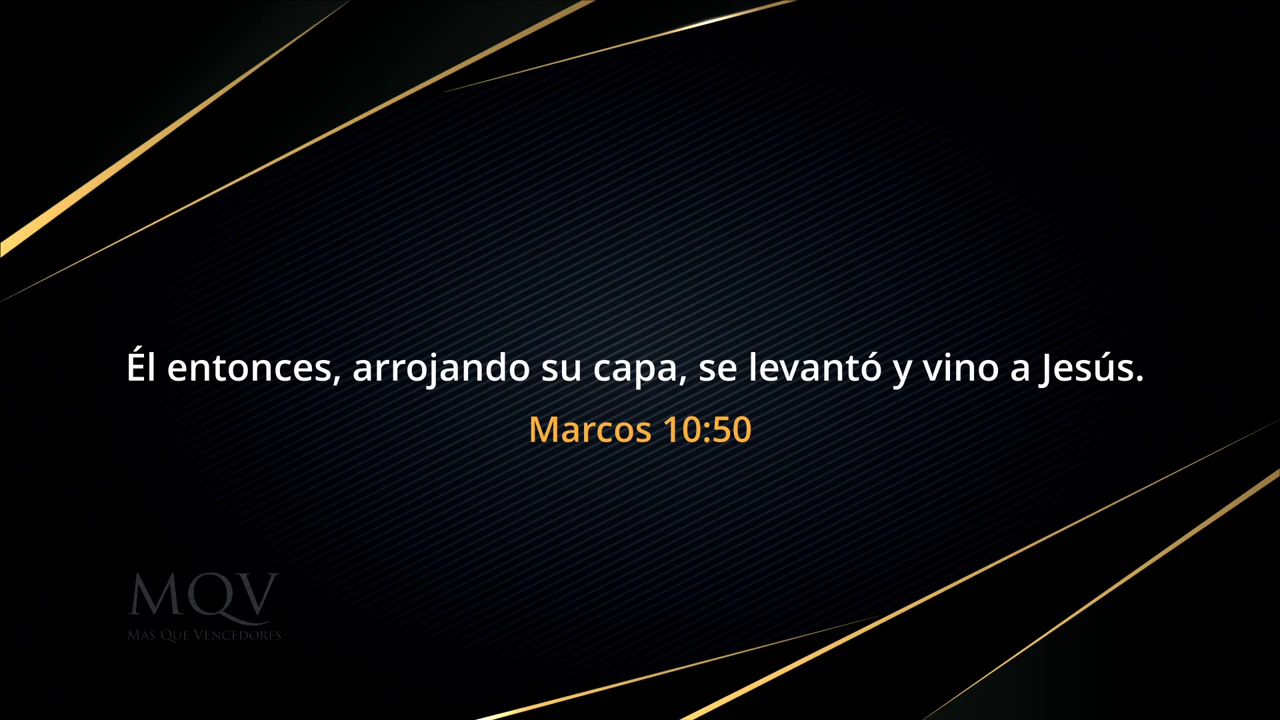 Él entonces, arrojando su capa, se levantó y vino a Jesús.
Marcos 10:50
MQV
Más Que Vencedores